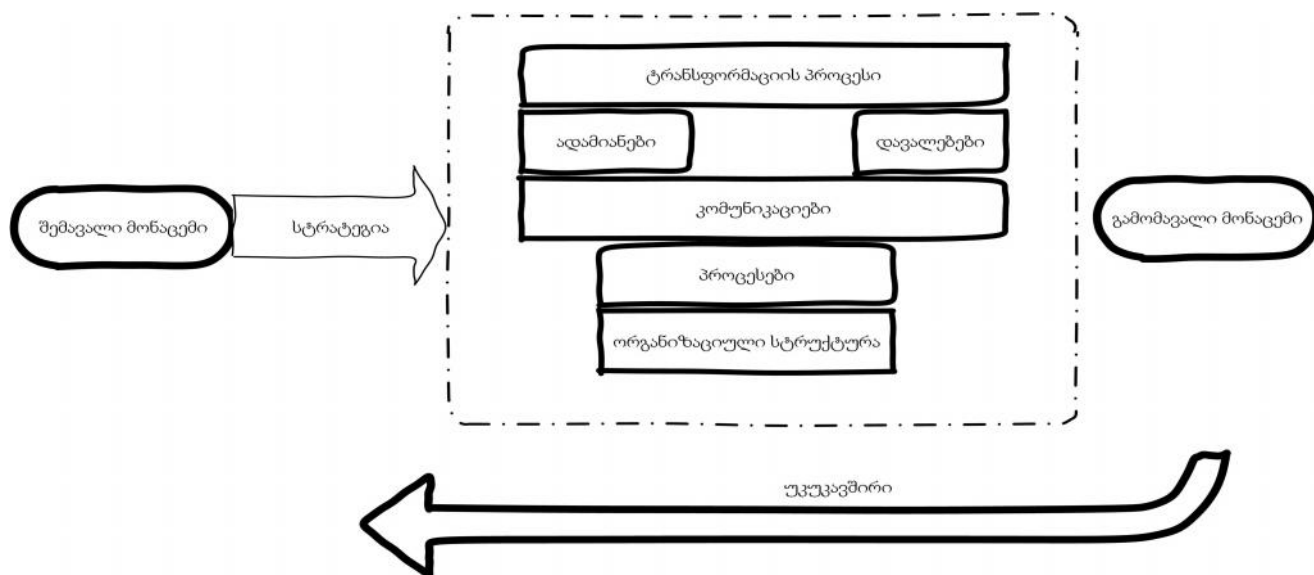 ტრანსფორმაციის პროცესი
ადამიანები
დავალებები
შემავალი მონაცემი
სტრატეგია
კომუნიკაციები
გამომავალი მონაცემი
პროცესები
ორგანიზაციული სტრუქტურა
უკუკავშირი